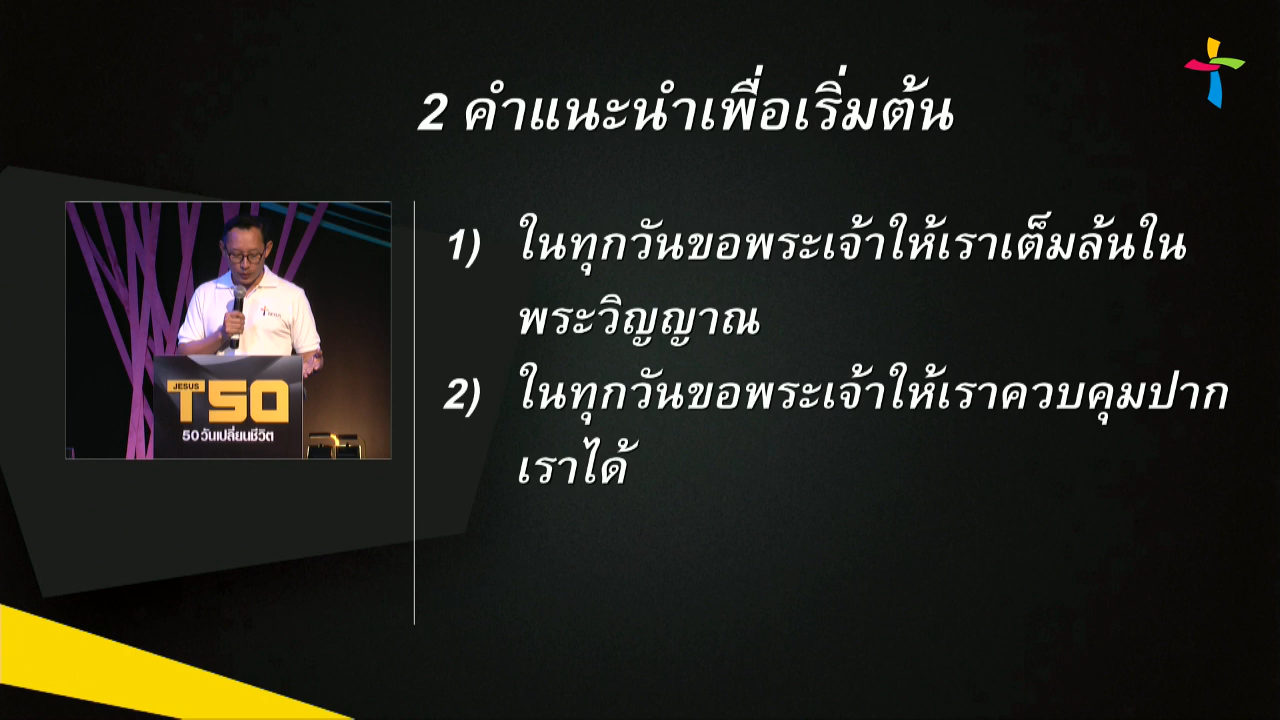 2 คำแนะนำเพื่อเริ่มต้น
1) ในทุกวันขอพระเจ้าให้เราเต็มล้นใน
พระวิญญาณ
2) ในทุกวันขอพระเจ้าให้เราควบคุมปาก
เราได้
JESUS
T50
50 วันเปลี่ยนชีวิต